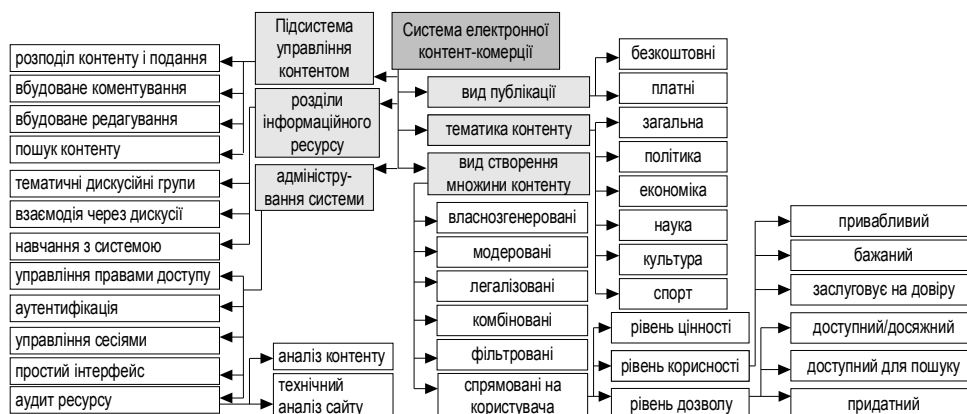 Система електронної
контент-комерції
Підсистема
управління
контентом
розподіл контенту і подання
вбудоване коментування
вбудоване редагування
пошук контенту
розділи
інформаційного
ресурсу
тематичні дискусійні групи
взаємодія через дискусії
навчання з системою
адміністру-
вання системи
управління правами доступу
аутентифікація
управління сесіями
простий інтерфейс
аудит ресурсу
аналіз контенту
технічний
аналіз сайту
вид публікації
безкоштовні
платні
тематика контенту
загальна
політика
економіка
наука
культура
спорт
вид створення
множини контенту
власнозгенеровані
модеровані
легалізовані
комбіновані
фільтровані
спрямовані на
користувача
рівень цінності
рівень корисності
рівень дозволу
привабливий
бажаний
заслуговує на довіру
доступний/досяжний
доступний для пошуку
придатний